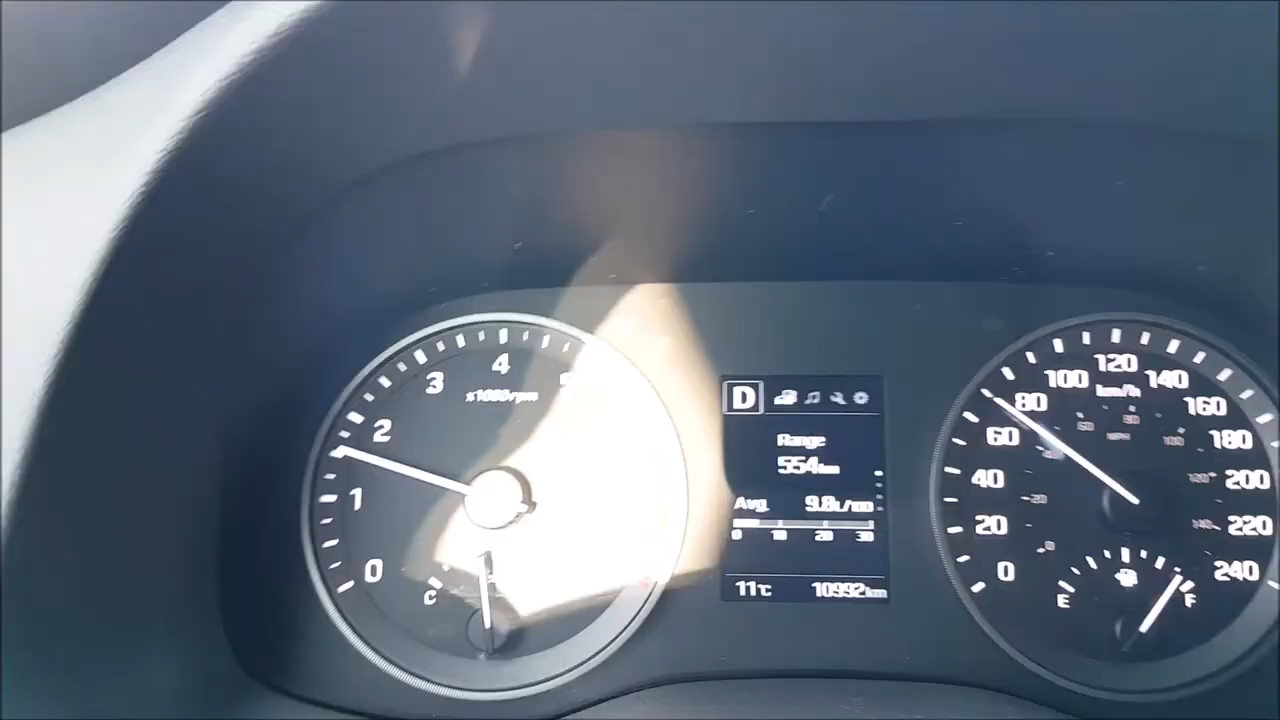 4
3
x1000rpm
2
1
0
C
D
Range
554km
Avg. 9.8L/100
0 10 20 30
11°C 10992km
120
100 140
km/h
80 160
60 180
MPH
40 200
20 220
0 240
E F